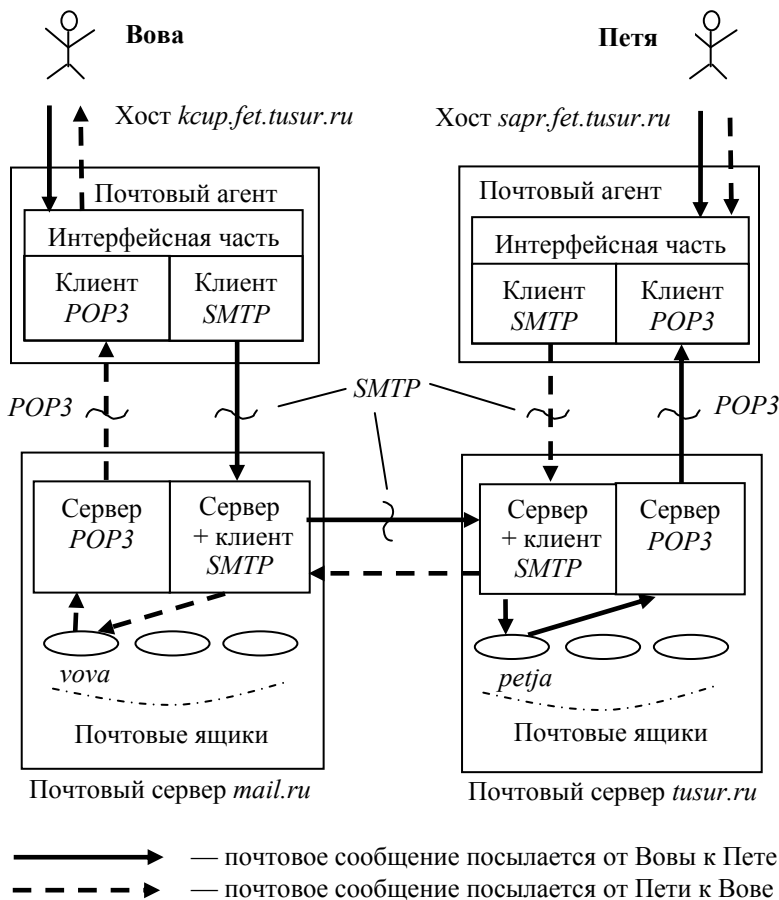 Вова
Петя
Хост kcup.fet.tusur.ru
Хост sapr.fet.tusur.ru
Почтовый агент
Интерфейсная часть
Клиент
POP3
Клиент
SMTP
Почтовый агент
Интерфейсная часть
Клиент
SMTP
Клиент
POP3
POP3
SMTP
POP3
Сервер
POP3
Сервер
+ клиент
SMTP
Сервер
+ клиент
SMTP
Сервер
POP3
vova
petja
Почтовые ящики
Почтовые ящики
Почтовый сервер mail.ru
Почтовый сервер tusur.ru
— почтовое сообщение посылается от Вовы к Пете
— почтовое сообщение посылается от Пети к Вове